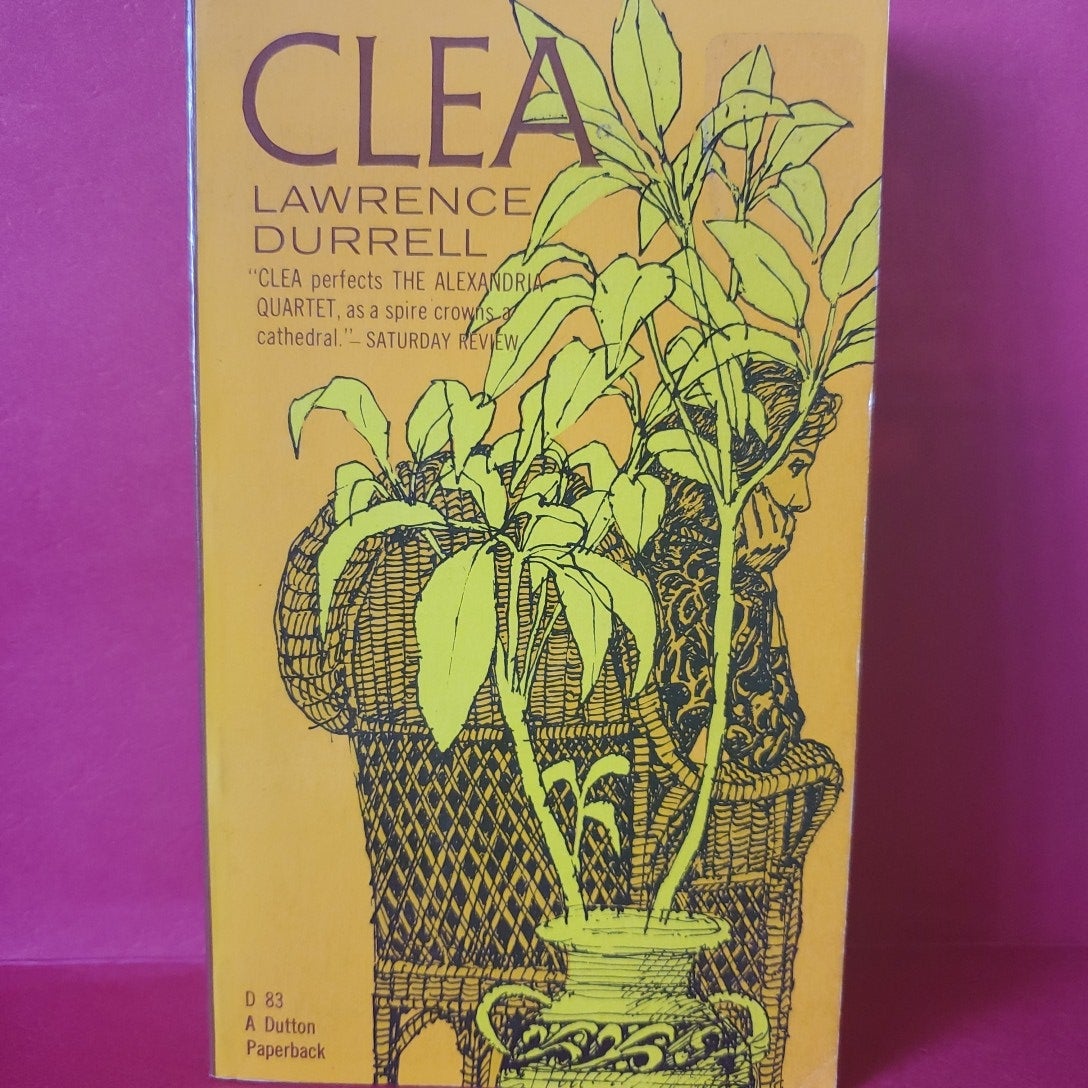 CLEA
LAWRENCE
DURRELL
"CLEA perfects THE ALEXANDRIA
QUARTET, as a spire crowns a
cathedral."— SATURDAY REVIEW
D 83
A Dutton
Paperback